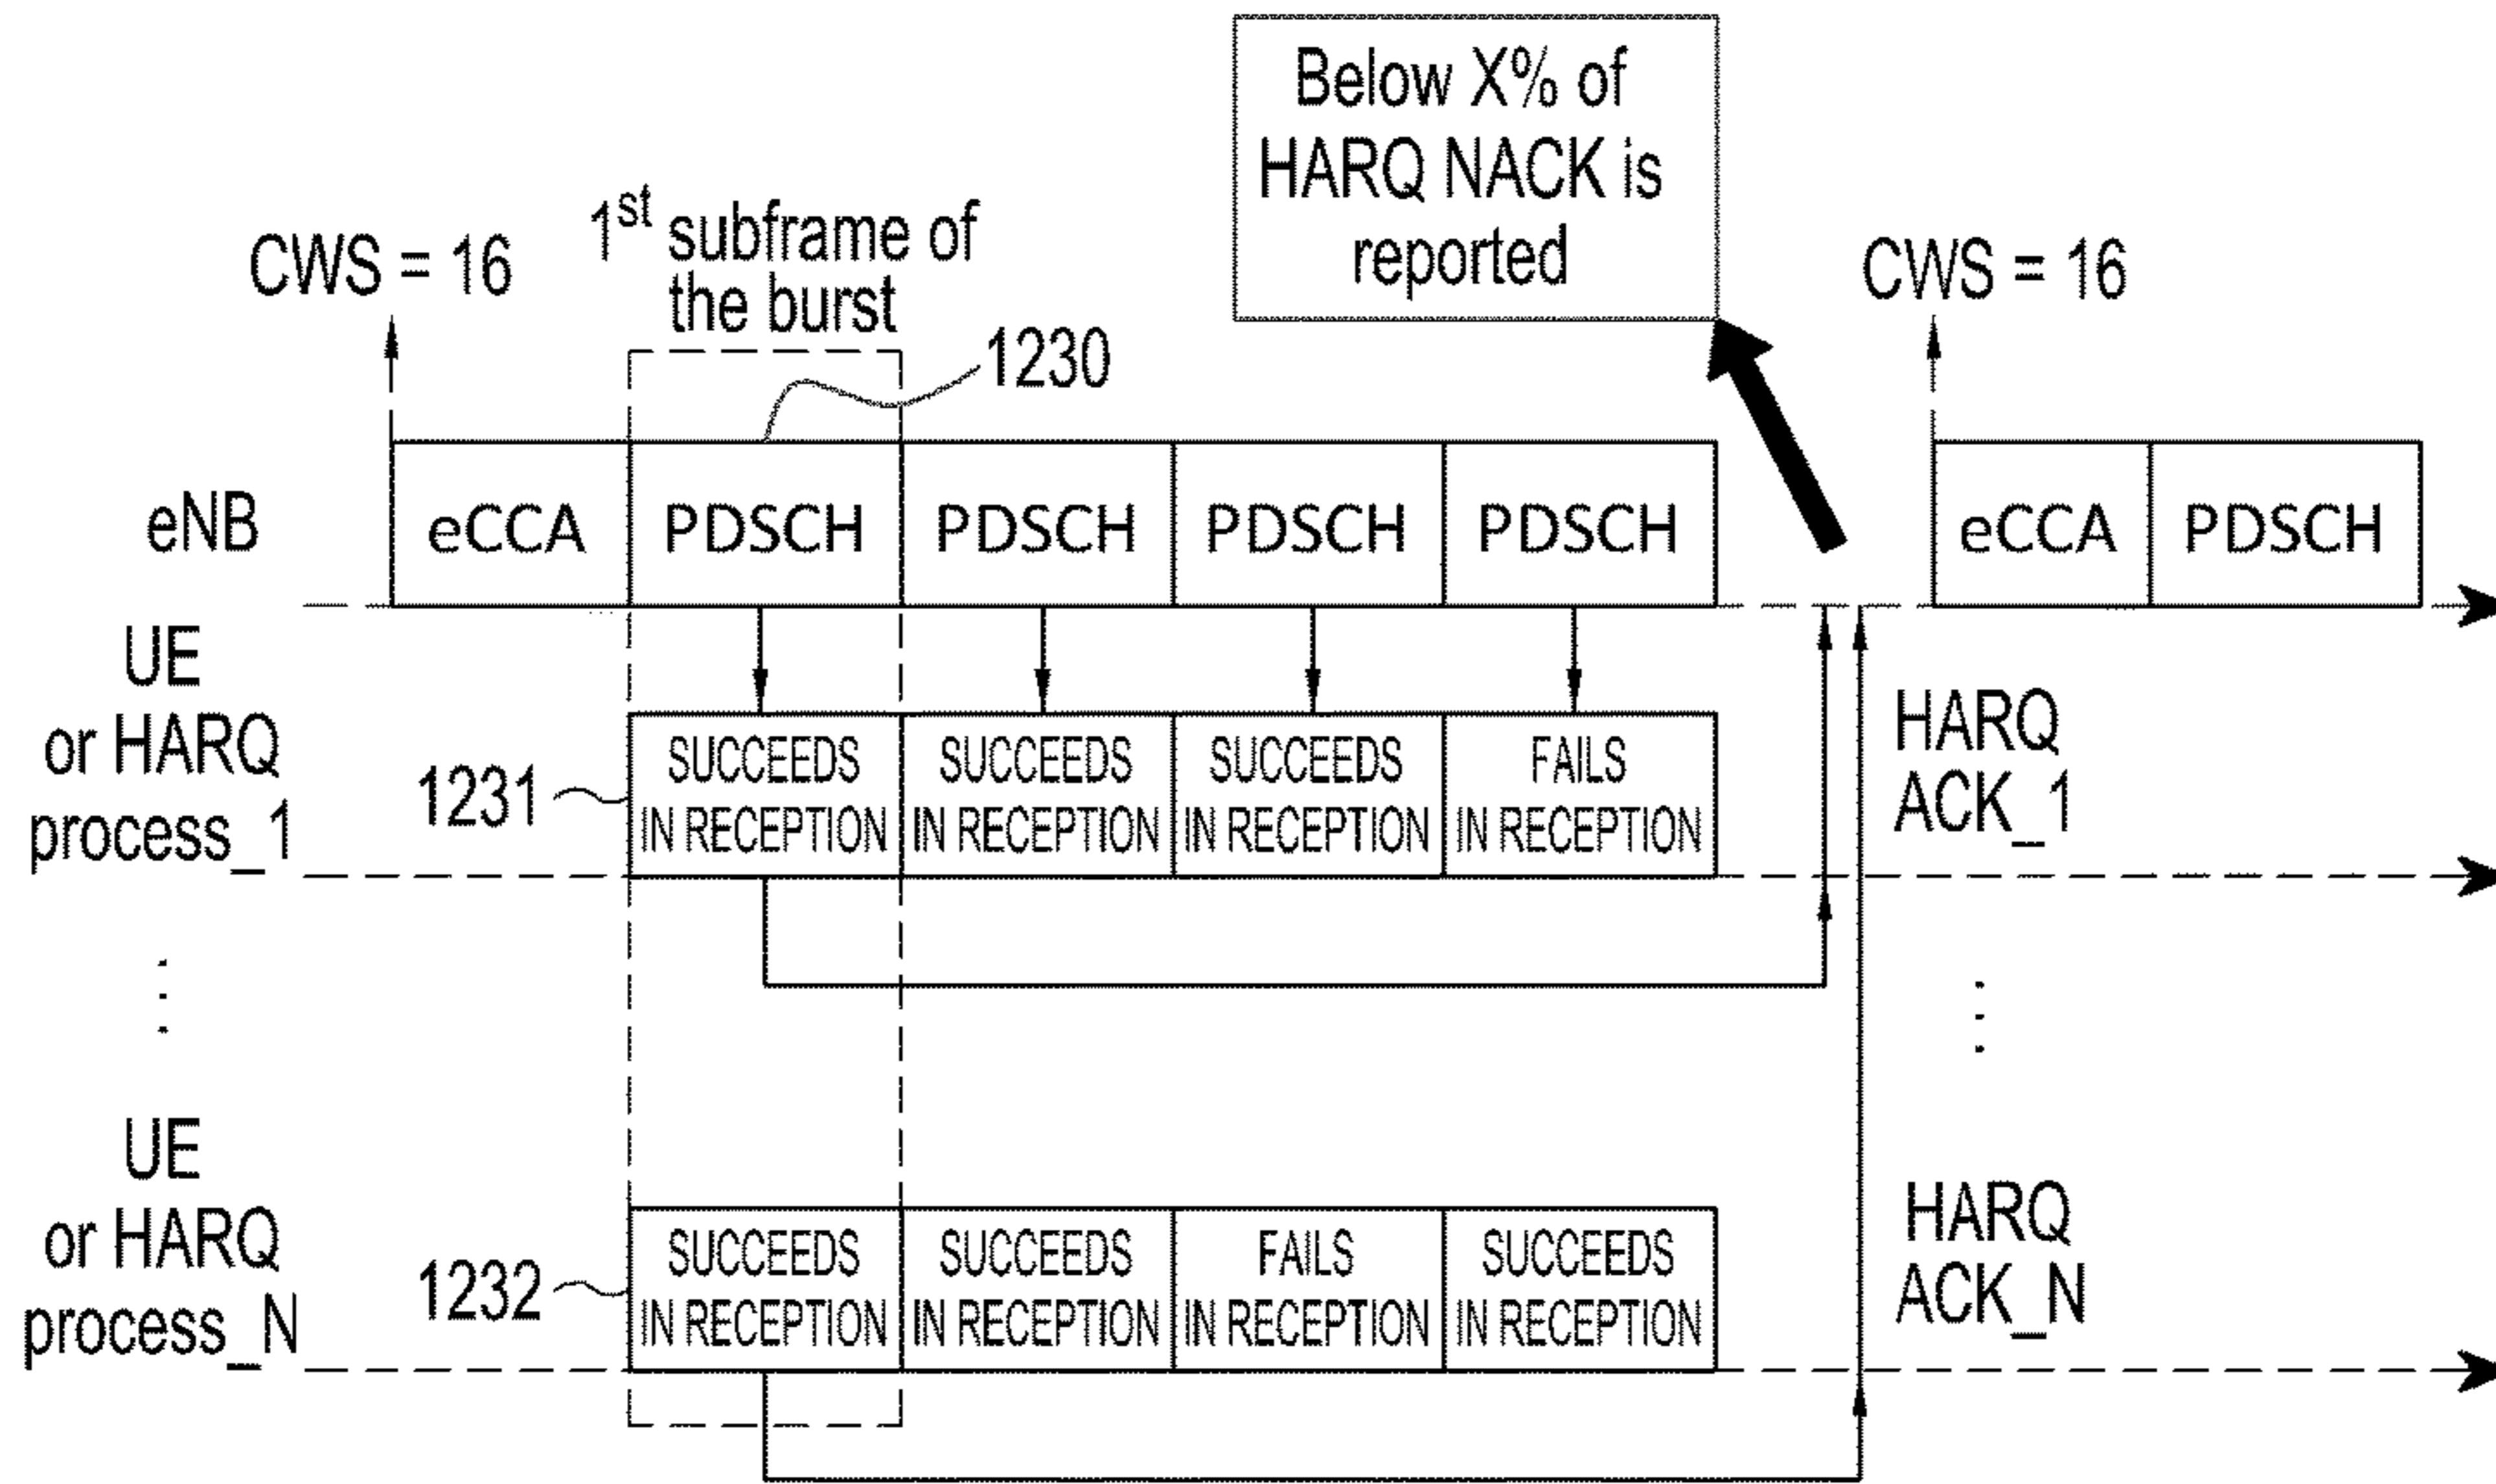 Below X% of
HARQ NACK is
reported
1st subframe of
the burst
CWS = 16
CWS = 16
1230
eNB
eCCA
PDSCH
PDSCH
PDSCH
PDSCH
eCCA
PDSCH
UE
or HARQ
process_1
1231
SUCCEEDS
IN RECEPTION
SUCCEEDS
IN RECEPTION
SUCCEEDS
IN RECEPTION
FAILS
IN RECEPTION
HARQ
ACK_1
UE
or HARQ
process_N
1232
SUCCEEDS
IN RECEPTION
SUCCEEDS
IN RECEPTION
FAILS
IN RECEPTION
SUCCEEDS
IN RECEPTION
HARQ
ACK_N